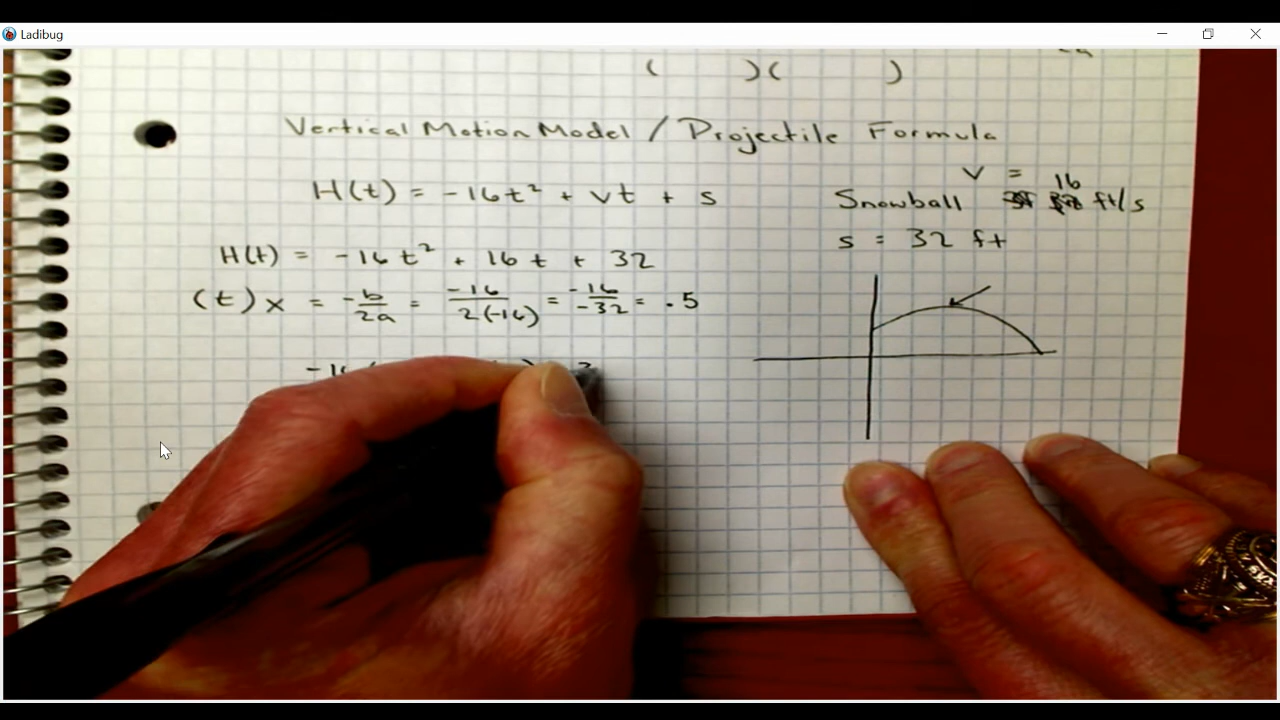 Ladibug
( )( )
Vertical Motion Model / Projectile Formula
H(t) = -16t² + vt + s
v = 16
Snowball ft/s
s = 32 ft
H(t) = -16t² + 16t + 32
(t) x = -b/2a = -16/2(-16) = -16/-32 = .5